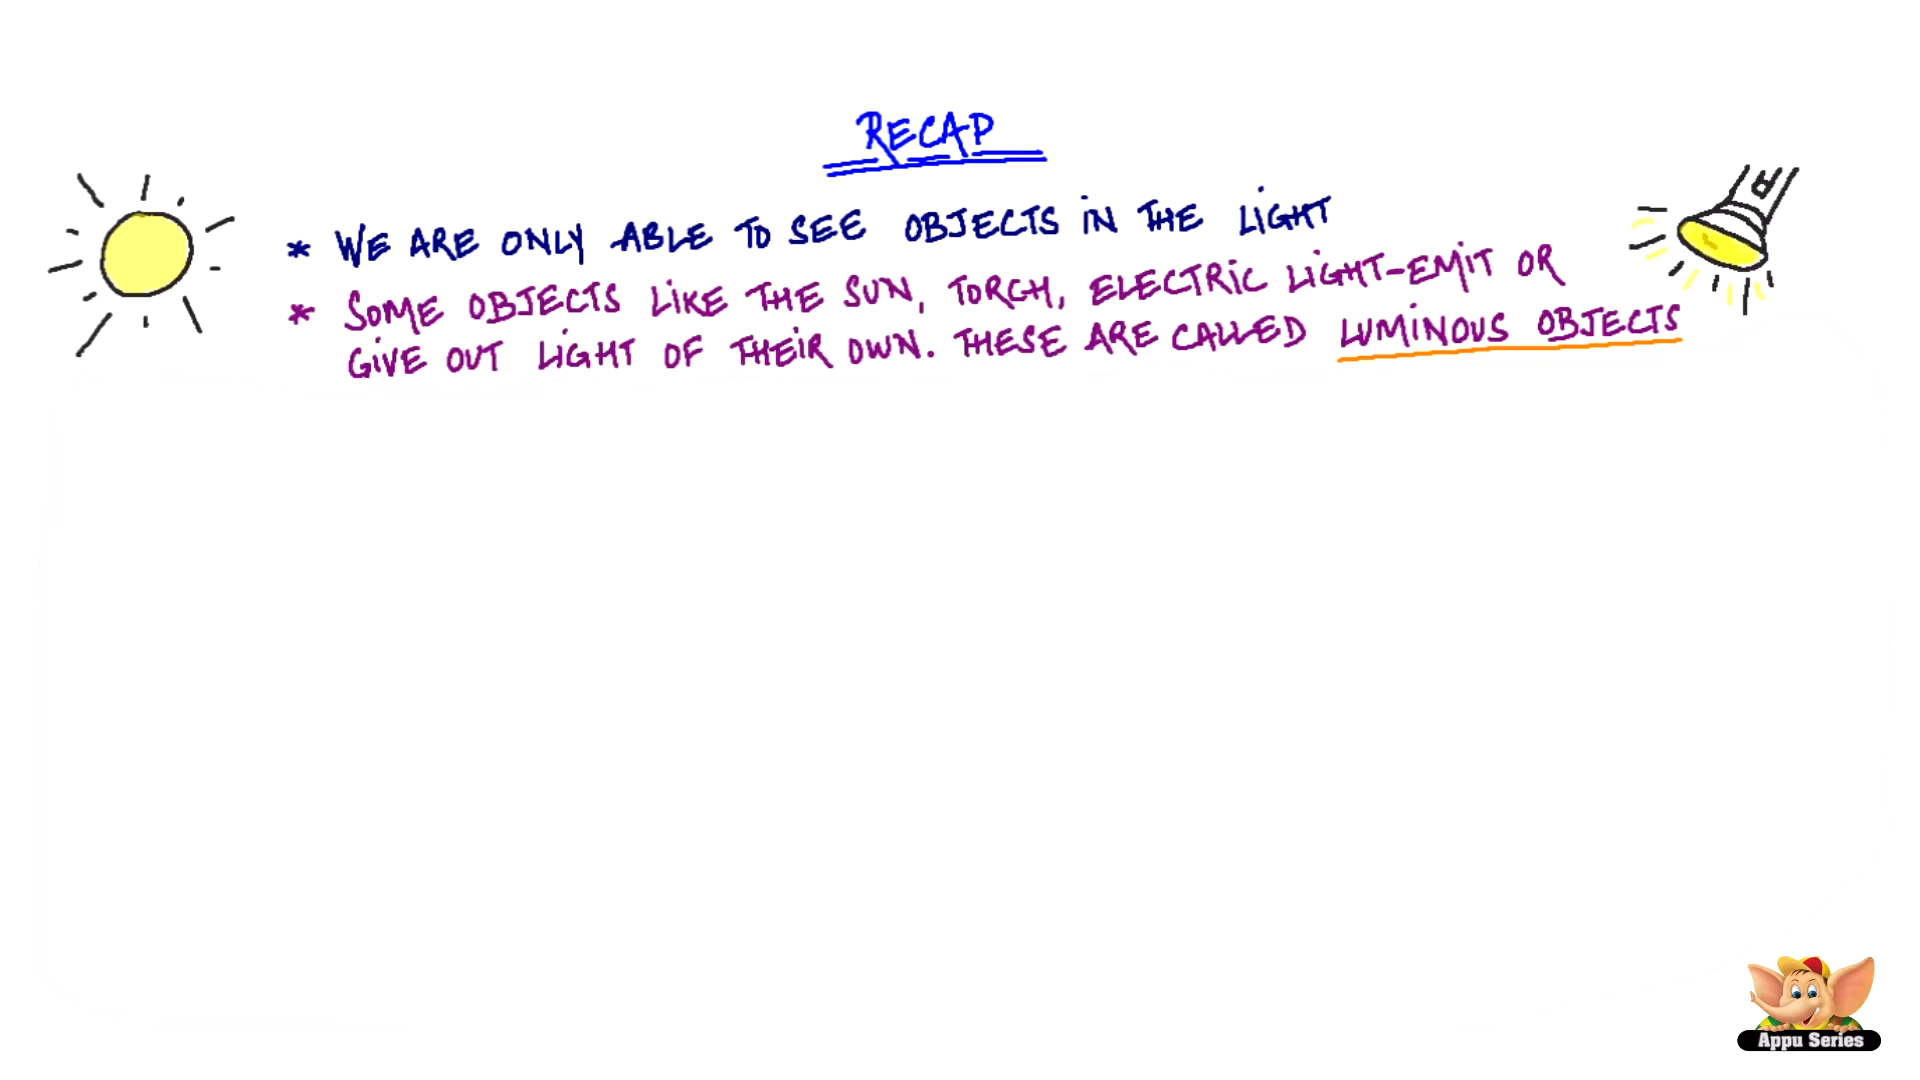 RECAP
* WE ARE ONLY ABLE TO SEE OBJECTS IN THE LIGHT
* SOME OBJECTS LIKE THE SUN, TORCH, ELECTRIC LIGHT-EMIT OR
GIVE OUT LIGHT OF THEIR OWN. THESE ARE CALLED LUMINOUS OBJECTS
Appu Series